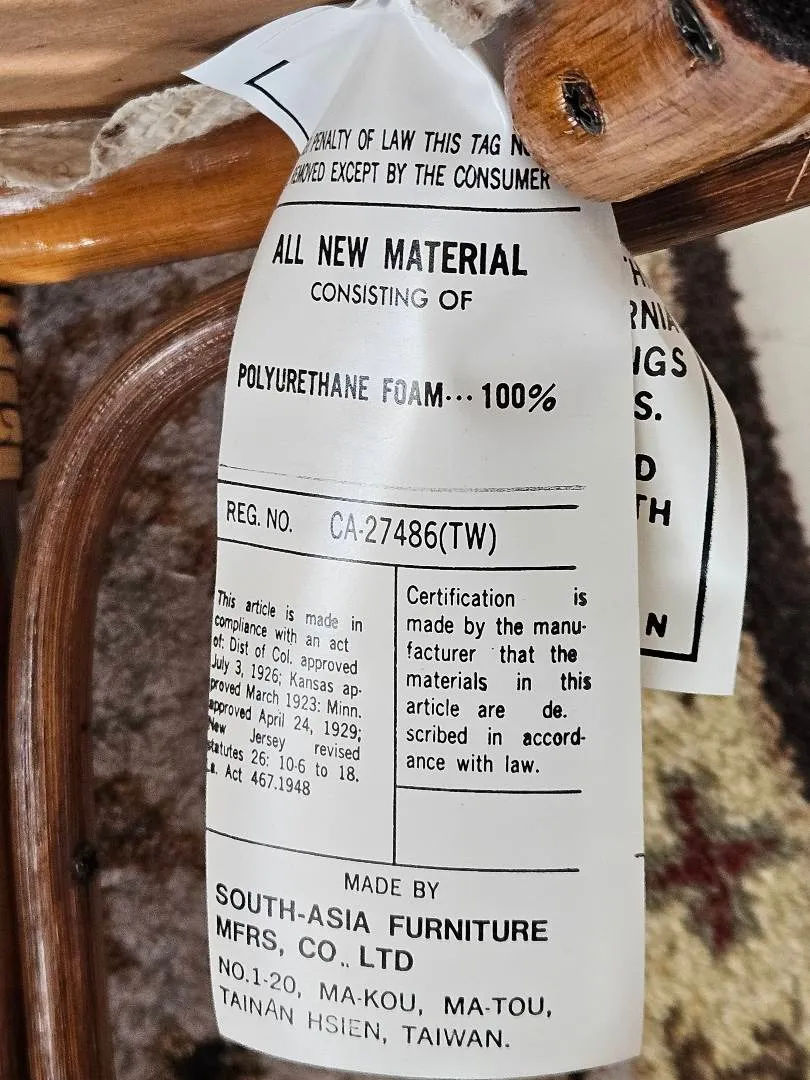 PENALTY OF LAW THIS TAG
REMOVED EXCEPT BY THE CONSUMER
ALL NEW MATERIAL
CONSISTING OF
POLYURETHANE FOAM··· 100%
REG. NO. CA-27486(TW)
This article is made in
compliance with an act
of: Dist of Col. approved
July 3, 1926; Kansas ap-
proved March 1923: Minn.
approved April 24, 1929;
New Jersey revised
statutes 26: 10-6 to 18.
La. Act 467.1948
Certification is
made by the manu-
facturer that the
materials in this
article are de.
scribed in accord-
ance with law.
MADE BY
SOUTH-ASIA FURNITURE
MFRS, CO., LTD
NO.1-20, MA-KOU, MA-TOU,
TAINAN HSIEN, TAIWAN.
RNIA
NGS
S.
D
TH
N